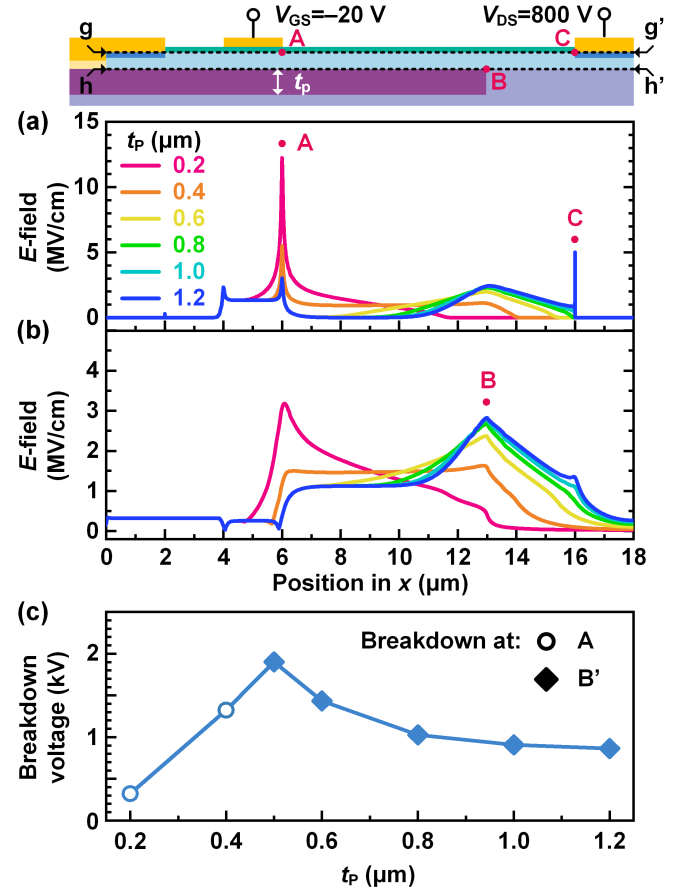 V_GS=–20 V V_DS=800 V
g A C g'
h t_p B h'
(a)
15
10
5
0
E-field
(MV/cm)
t_P (μm)
0.2
0.4
0.6
0.8
1.0
1.2
A
C
(b)
4
3
2
1
0
E-field
(MV/cm)
B
0 2 4 6 8 10 12 14 16 18
Position in x (μm)
(c)
Breakdown at: A
B'
2
1
0
Breakdown
voltage (kV)
0.2 0.4 0.6 0.8 1.0 1.2
t_P (μm)